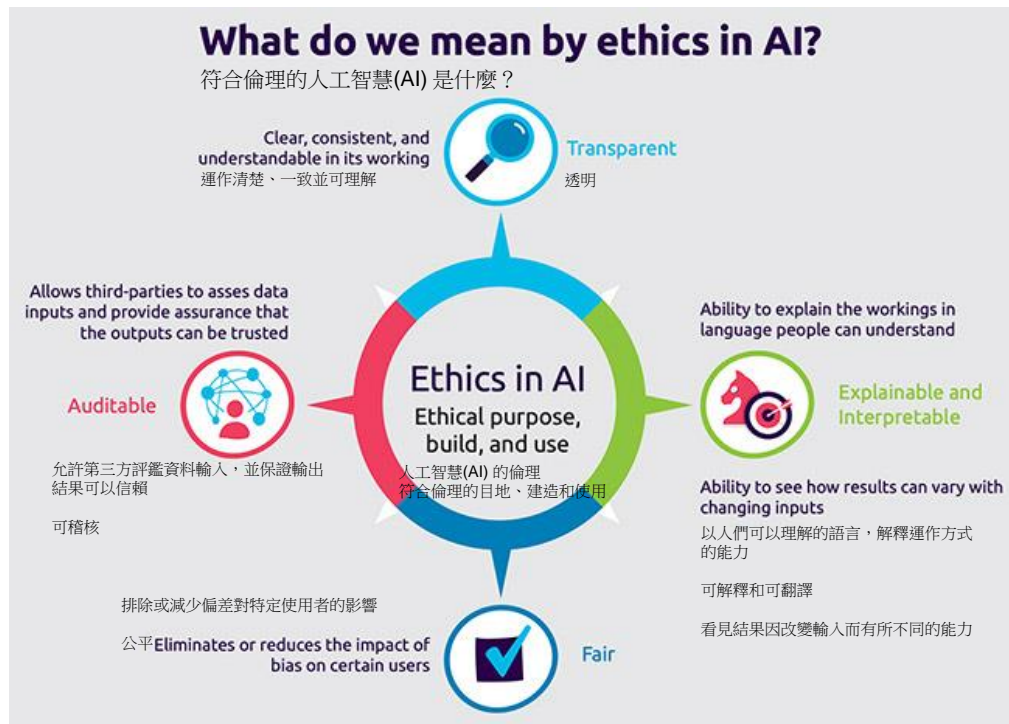 What do we mean by ethics in AI?
符合倫理的人工智慧(AI) 是什麼？
Clear, consistent, and
understandable in its working
運作清楚、一致並可理解
Transparent
透明
Allows third-parties to asses data
inputs and provide assurance that
the outputs can be trusted
Auditable
允許第三方評鑑資料輸入，並保證輸出
結果可以信賴
可稽核
Ethics in AI
Ethical purpose,
build, and use
人工智慧(AI) 的倫理
符合倫理的目地、建造和使用
Ability to explain the workings in
language people can understand
Explainable and
Interpretable
Ability to see how results can vary with
changing inputs
以人們可以理解的語言，解釋運作方式
的能力
可解釋和可翻譯
看見結果因改變輸入而有所不同的能力
排除或減少偏差對特定使用者的影響
公平Eliminates or reduces the impact of
bias on certain users
Fair